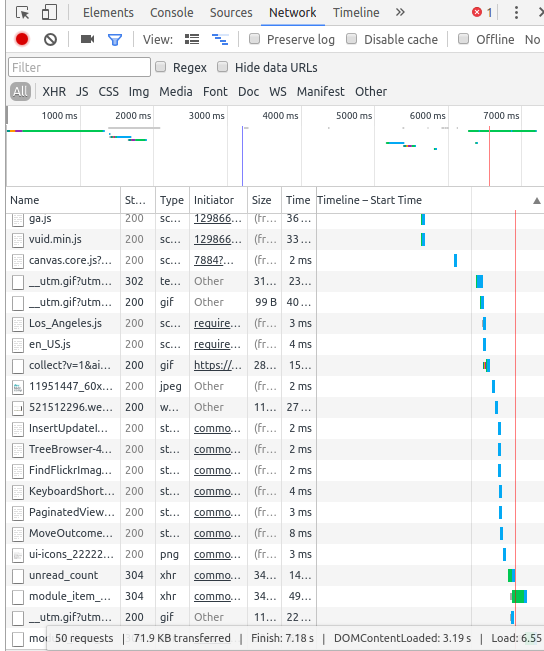 Elements Console Sources Network Timeline » 1
View: Preserve log Disable cache Offline No
Filter Regex Hide data URLs
All XHR JS CSS Img Media Font Doc WS Manifest Other
1000 ms 2000 ms 3000 ms 4000 ms 5000 ms 6000 ms 7000 ms
Name St... Type Initiator Size Time Timeline – Start Time
ga.js 200 sc... 129866... (fr... 36 ...
vuid.min.js 200 sc... 129866... (fr... 33 ...
canvas.core.js?... 200 sc... 7884?... (fr... 2 ms
__utm.gif?utm... 302 te... Other 31... 23...
__utm.gif?utm... 200 gif Other 99 B 40 ...
Los_Angeles.js 200 sc... require... (fr... 3 ms
en_US.js 200 sc... require... (fr... 4 ms
collect?v=1&ai... 200 gif https://... 28... 15...
11951447_60x... 200 jpeg Other (fr... 2 ms
521512296.we... 200 w... Other 11... 27 ...
InsertUpdateI... 200 st... commo... (fr... 2 ms
TreeBrowser-4... 200 st... commo... (fr... 2 ms
FindFlickrImag... 200 st... commo... (fr... 2 ms
KeyboardShort... 200 st... commo... (fr... 4 ms
PaginatedView... 200 st... commo... (fr... 3 ms
MoveOutcome... 200 st... commo... (fr... 8 ms
ui-icons_22222... 200 png commo... (fr... 3 ms
unread_count 304 xhr commo... 34... 14...
module_item_... 304 xhr commo... 34... 49...
__utm.gif?utm... 200 gif Other 11... 22 ...
50 requests | 71.9 KB transferred | Finish: 7.18 s | DOMContentLoaded: 3.19 s | Load: 6.55